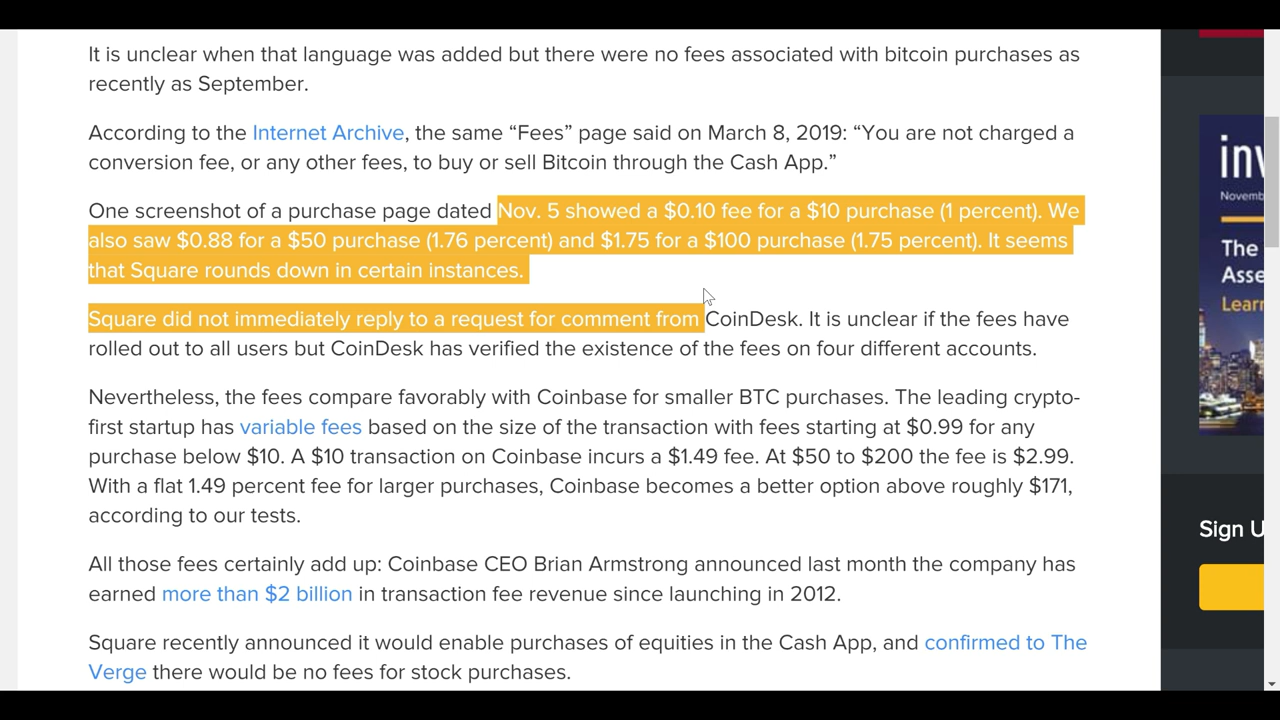 It is unclear when that language was added but there were no fees associated with bitcoin purchases as
recently as September.
According to the Internet Archive, the same “Fees” page said on March 8, 2019: “You are not charged a
conversion fee, or any other fees, to buy or sell Bitcoin through the Cash App.”
One screenshot of a purchase page dated Nov. 5 showed a $0.10 fee for a $10 purchase (1 percent). We
also saw $0.88 for a $50 purchase (1.76 percent) and $1.75 for a $100 purchase (1.75 percent). It seems
that Square rounds down in certain instances.
Square did not immediately reply to a request for comment from CoinDesk. It is unclear if the fees have
rolled out to all users but CoinDesk has verified the existence of the fees on four different accounts.
Nevertheless, the fees compare favorably with Coinbase for smaller BTC purchases. The leading crypto-
first startup has variable fees based on the size of the transaction with fees starting at $0.99 for any
purchase below $10. A $10 transaction on Coinbase incurs a $1.49 fee. At $50 to $200 the fee is $2.99.
With a flat 1.49 percent fee for larger purchases, Coinbase becomes a better option above roughly $171,
according to our tests.
All those fees certainly add up: Coinbase CEO Brian Armstrong announced last month the company has
earned more than $2 billion in transaction fee revenue since launching in 2012.
Square recently announced it would enable purchases of equities in the Cash App, and confirmed to The
Verge there would be no fees for stock purchases.
inv
Novemb
The
Asse
Learn
Sign U